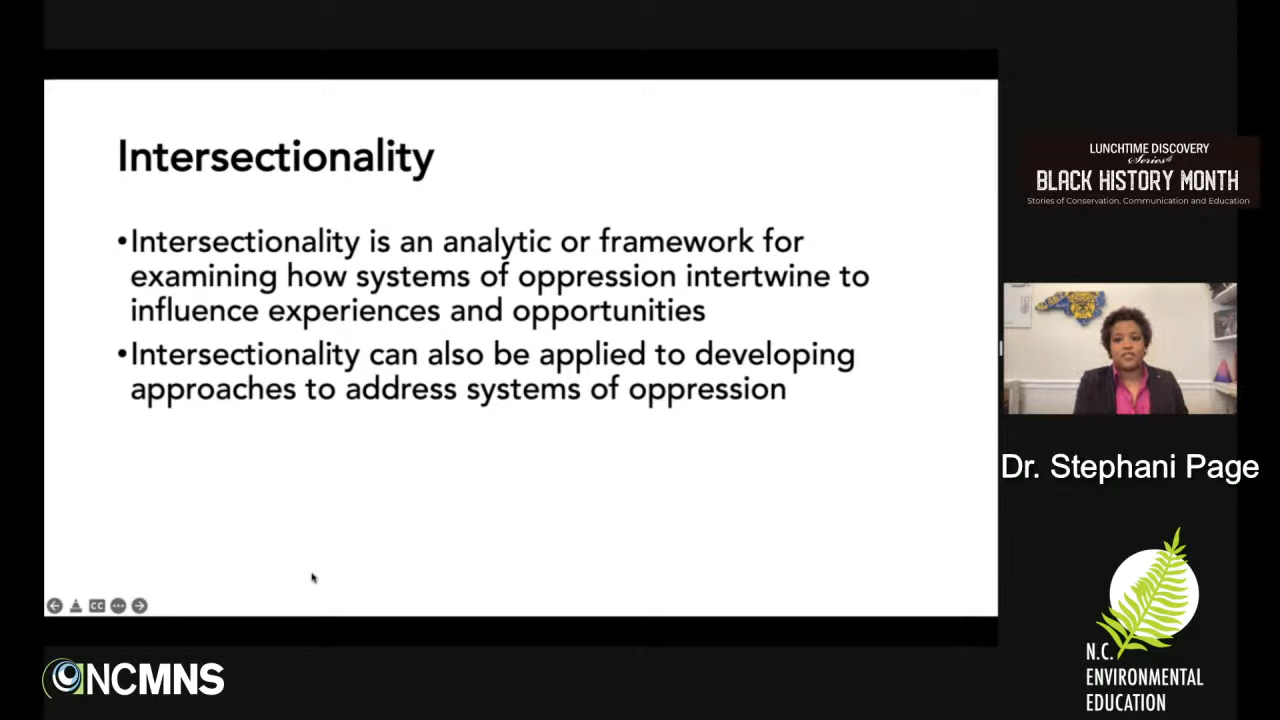 Intersectionality
•Intersectionality is an analytic or framework for
examining how systems of oppression intertwine to
influence experiences and opportunities
•Intersectionality can also be applied to developing
approaches to address systems of oppression
CC
LUNCHTIME DISCOVERY
Series
BLACK HISTORY MONTH
Stories of Conservation, Communication and Education
Dr. Stephani Page
NCMNS
N.C.
ENVIRONMENTAL
EDUCATION